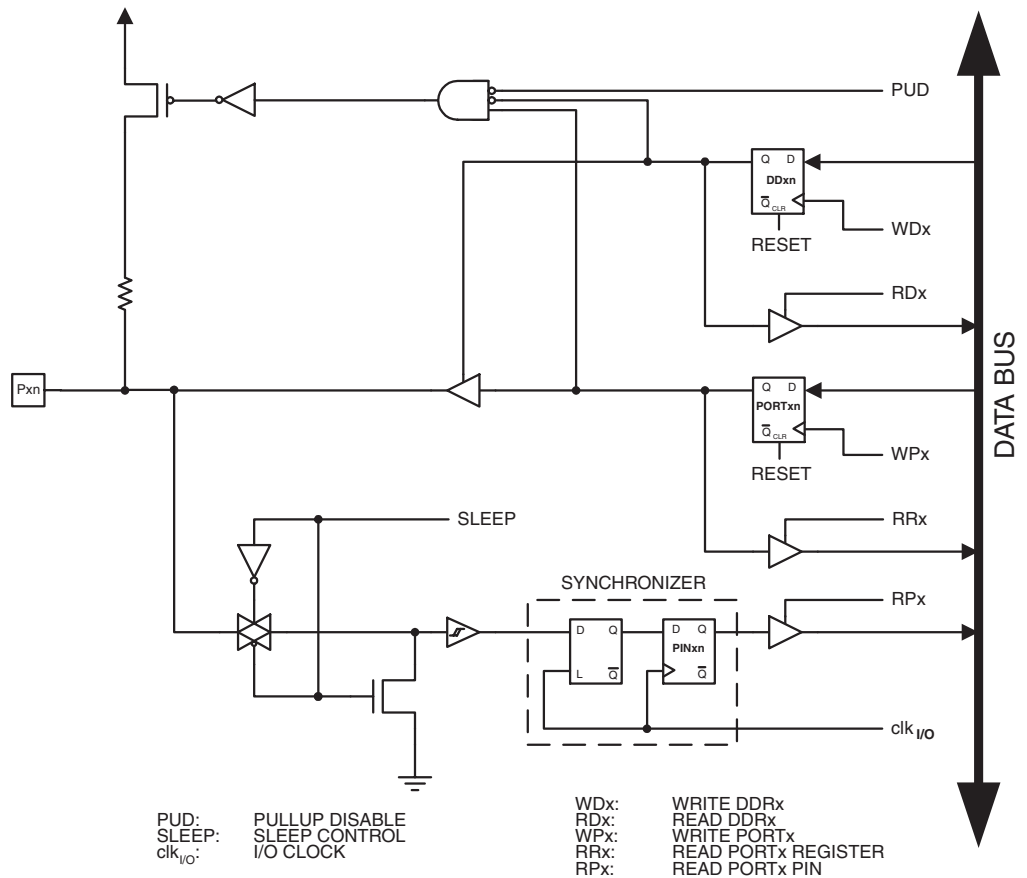 PUD
Q D
DDxn
Q CLR
WDx
RESET
RDx
DATA BUS
Pxn
Q D
PORTxn
Q CLR
WPx
RESET
SLEEP
RRx
SYNCHRONIZER
RPx
D Q
L Q
D Q
PINxn
Q
clk I/O
PUD: PULLUP DISABLE
SLEEP: SLEEP CONTROL
clkI/O: I/O CLOCK
WDx: WRITE DDRx
RDx: READ DDRx
WPx: WRITE PORTx
RRx: READ PORTx REGISTER
RPx: READ PORTx PIN